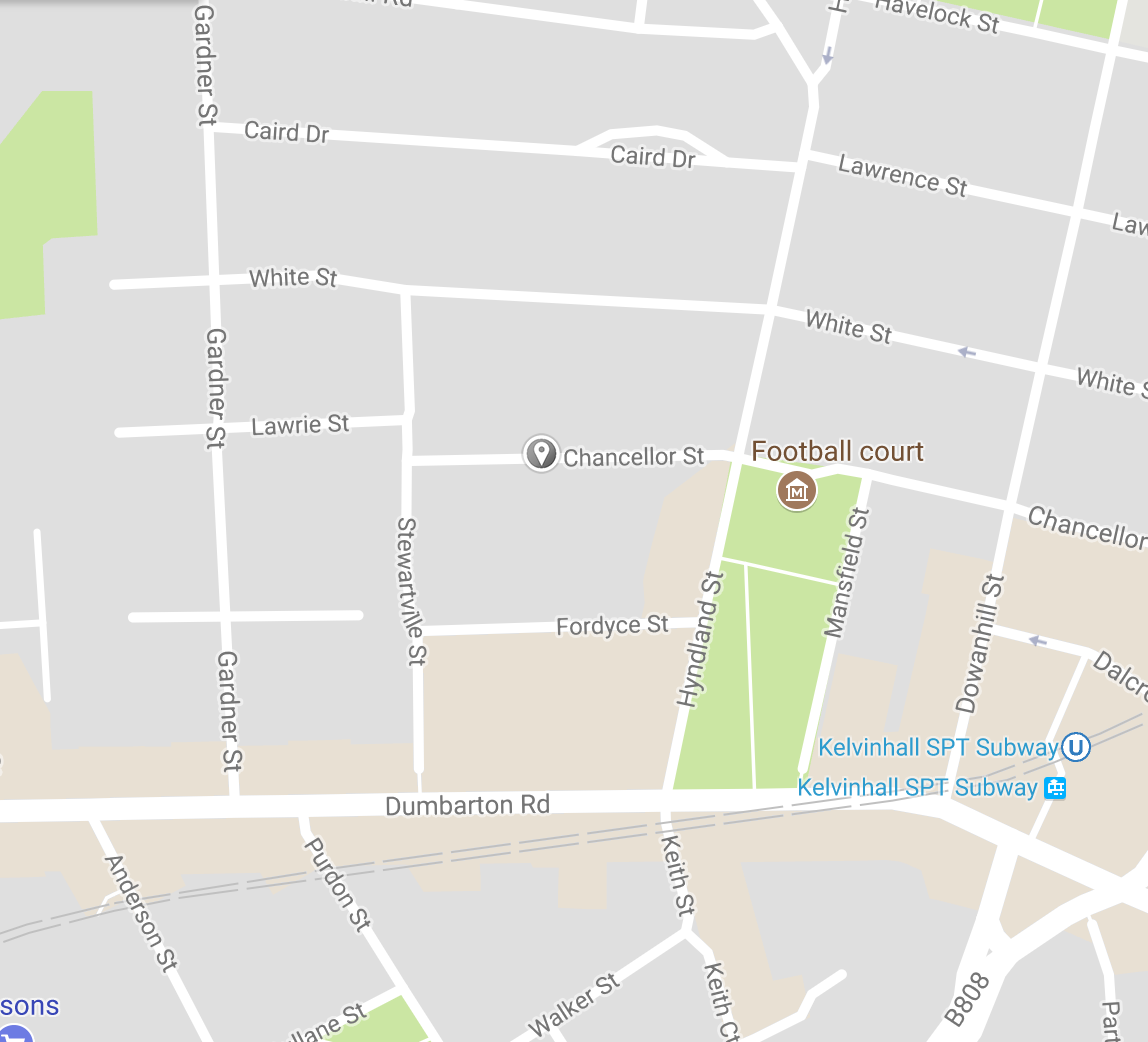 Rd
Gardner St
Havelock St
Caird Dr
Caird Dr
Lawrence St
White St
White St
White
Gardner St
Lawrie St
Chancellor St
Football court
Chancellor
Stewartville St
Fordyce St
Hyndland St
Mansfield St
Dowanhill St
Gardner St
Kelvinhall SPT Subway
U
Kelvinhall SPT Subway
Dumbarton Rd
Anderson St
Purdon St
Keith St
Walker St
Keith Ct
B808
sons
St